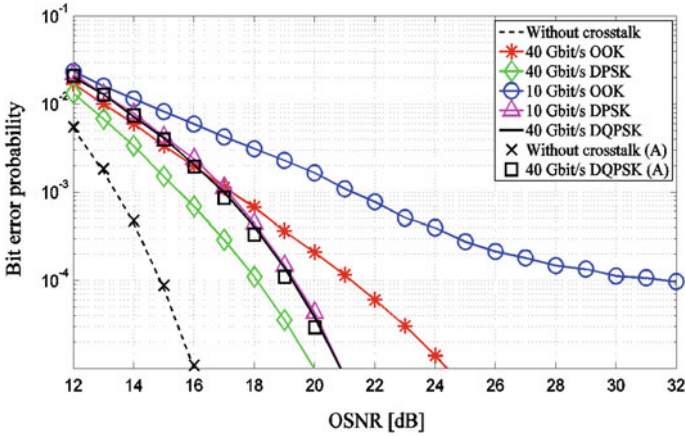 Bit error probability
10^-1
10^-2
10^-3
10^-4
12 14 16 18 20 22 24 26 28 30 32
OSNR [dB]
Without crosstalk
40 Gbit/s OOK
40 Gbit/s DPSK
10 Gbit/s OOK
10 Gbit/s DPSK
40 Gbit/s DQPSK
Without crosstalk (A)
40 Gbit/s DQPSK (A)